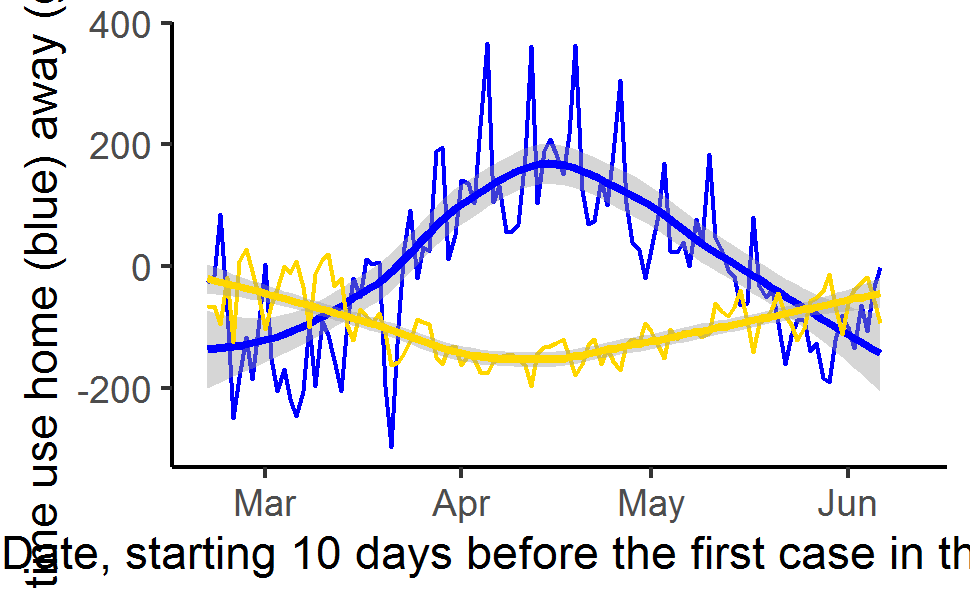 time use home (blue) away (
400
200
0
-200
Mar Apr May Jun
Date, starting 10 days before the first case in th